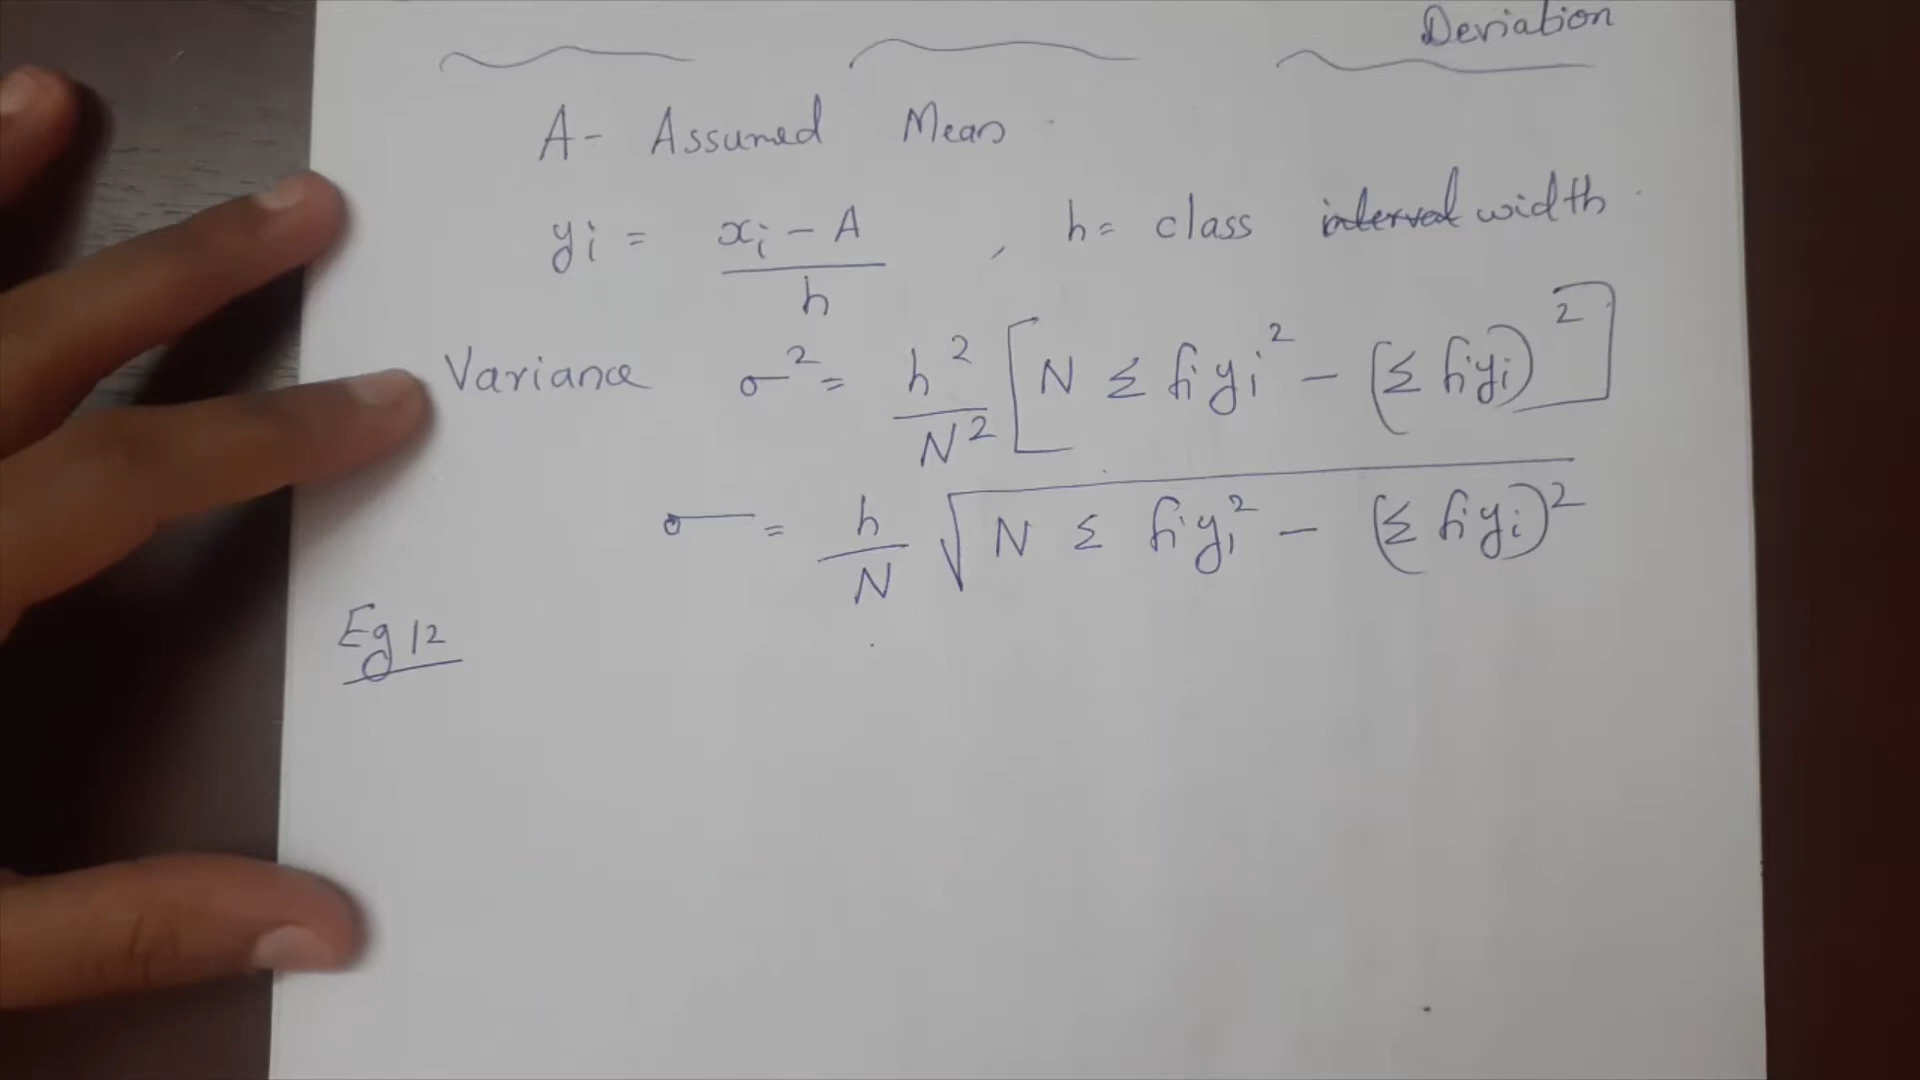 Deviation
A - Assumed Mean
yi = xi - A / h , h = class interval width
Variance σ² = h²/N² [N Σ fiyi² - (Σ fiyi)²]
σ = h/N √N Σ fiyi² - (Σ fiyi)²
Eg 12